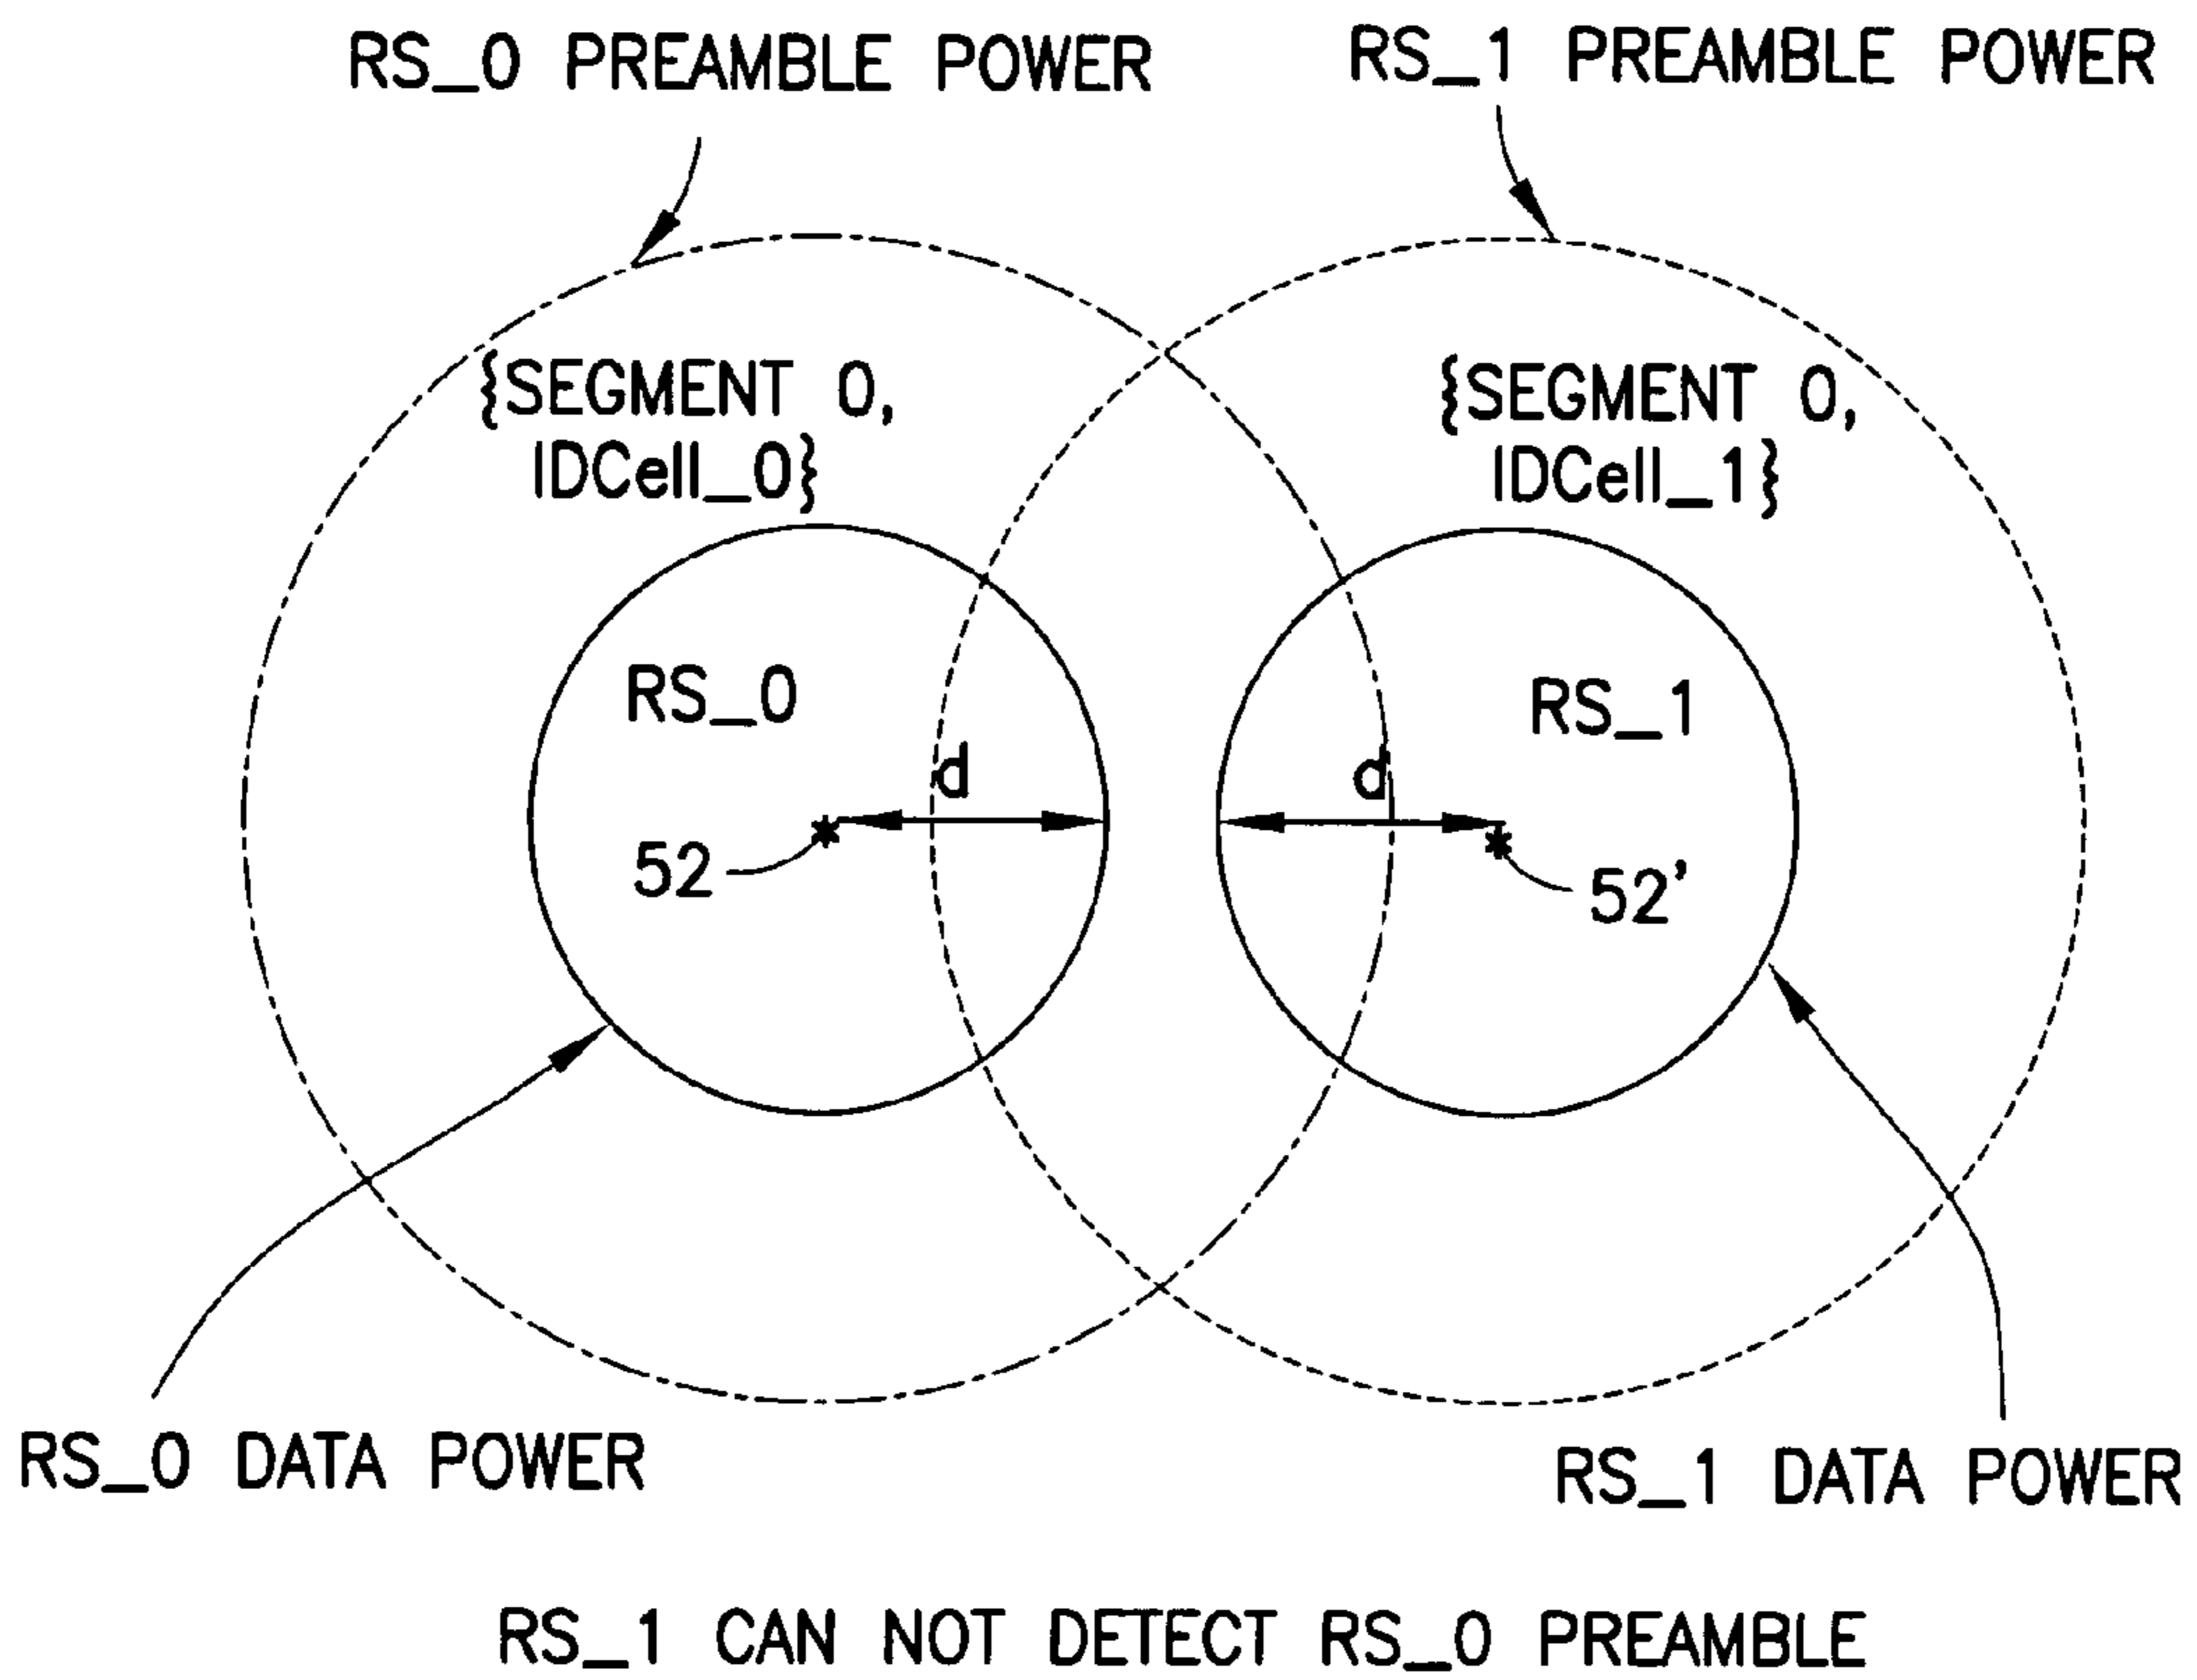 RS_0 PREAMBLE POWER
RS_1 PREAMBLE POWER
{SEGMENT 0,
IDCell_0}
{SEGMENT 0,
IDCell_1}
RS_0
RS_1
d
d
52
52'
RS_0 DATA POWER
RS_1 DATA POWER
RS_1 CAN NOT DETECT RS_0 PREAMBLE